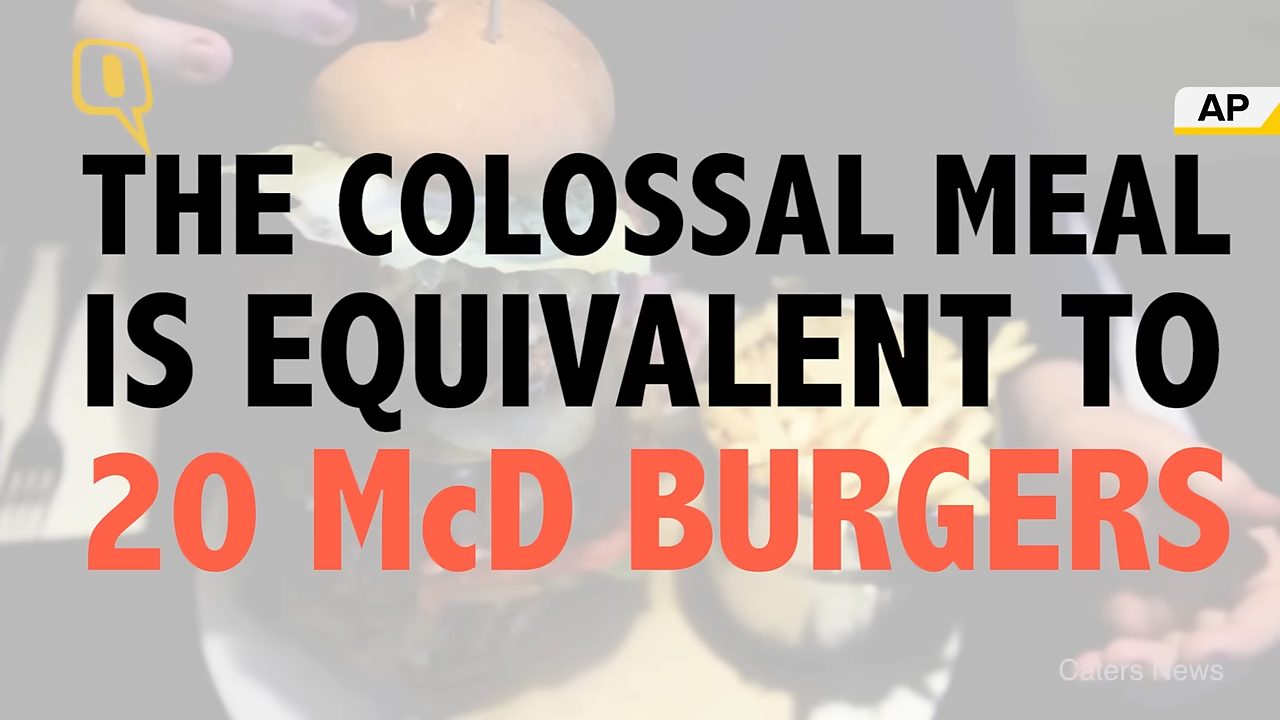 AP
THE COLOSSAL MEAL
IS EQUIVALENT TO
20 McD BURGERS
Caters News